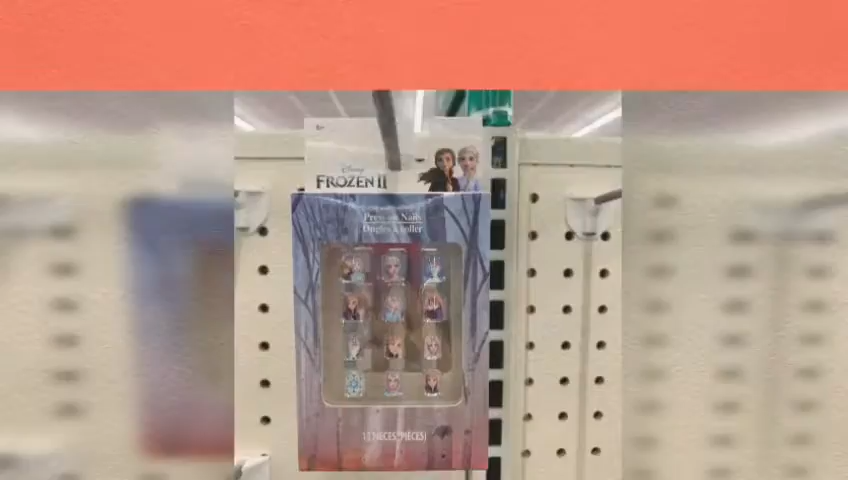 Disney
FROZEN II
Press-on Nails
Ongles à coller
12 PIECES(PIÈCES)